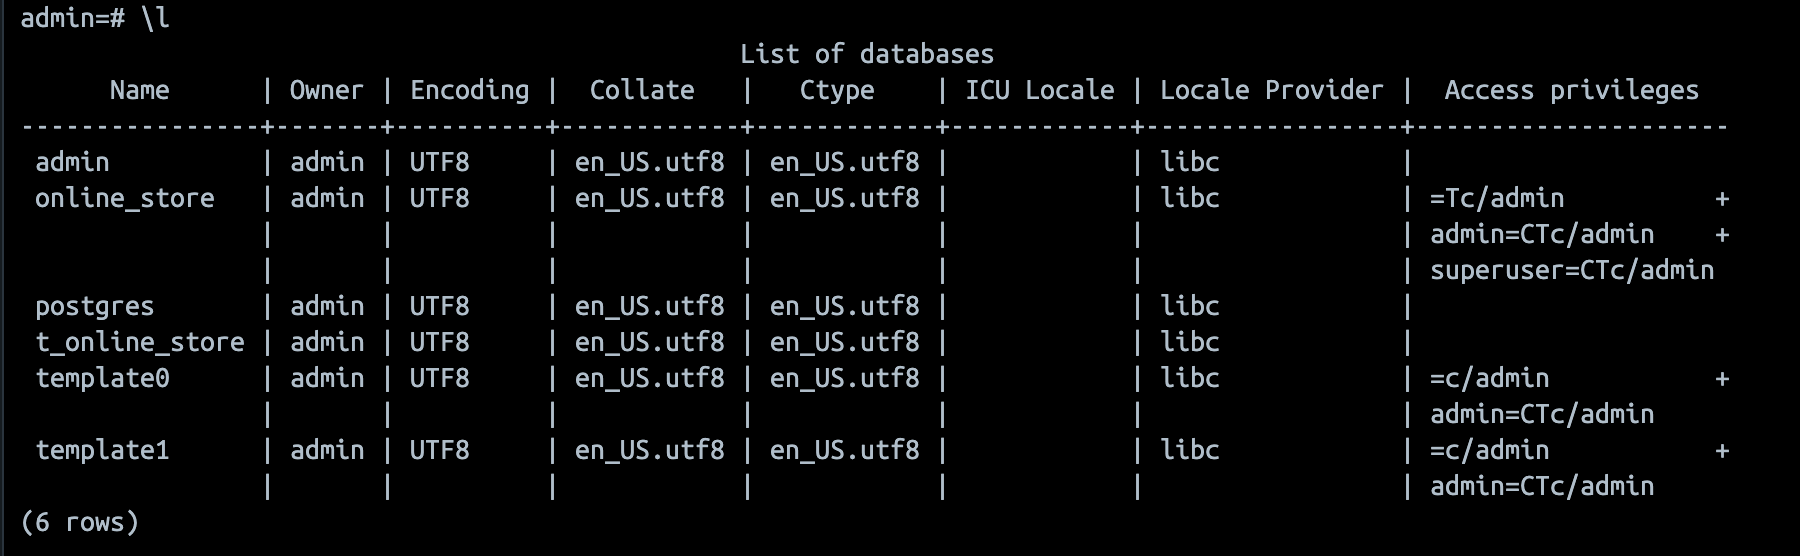 admin=# \l
                                                List of databases
      Name      | Owner | Encoding |  Collate   |   Ctype    | ICU Locale | Locale Provider |  Access privileges
----------------+-------+----------+------------+------------+------------+-----------------+---------------------
 admin          | admin | UTF8     | en_US.utf8 | en_US.utf8 |            | libc            |
 online_store   | admin | UTF8     | en_US.utf8 | en_US.utf8 |            | libc            | =Tc/admin          +
                |       |          |            |            |            |                 | admin=CTc/admin    +
                |       |          |            |            |            |                 | superuser=CTc/admin
 postgres       | admin | UTF8     | en_US.utf8 | en_US.utf8 |            | libc            |
 t_online_store | admin | UTF8     | en_US.utf8 | en_US.utf8 |            | libc            |
 template0      | admin | UTF8     | en_US.utf8 | en_US.utf8 |            | libc            | =c/admin           +
                |       |          |            |            |            |                 | admin=CTc/admin
 template1      | admin | UTF8     | en_US.utf8 | en_US.utf8 |            | libc            | =c/admin           +
                |       |          |            |            |            |                 | admin=CTc/admin
(6 rows)